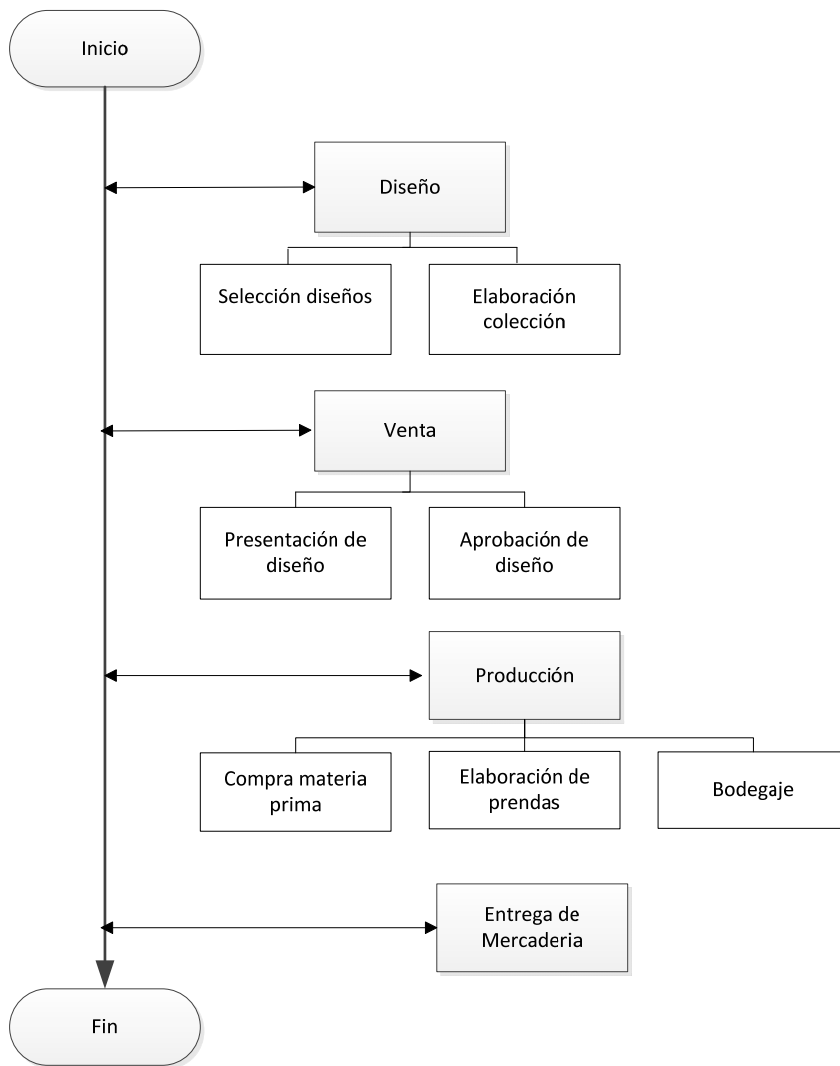 Inicio
Diseño
Selección diseños
Elaboración
colección
Venta
Presentación de
diseño
Aprobación de
diseño
Producción
Compra materia
prima
Elaboración de
prendas
Bodegaje
Entrega de
Mercaderia
Fin